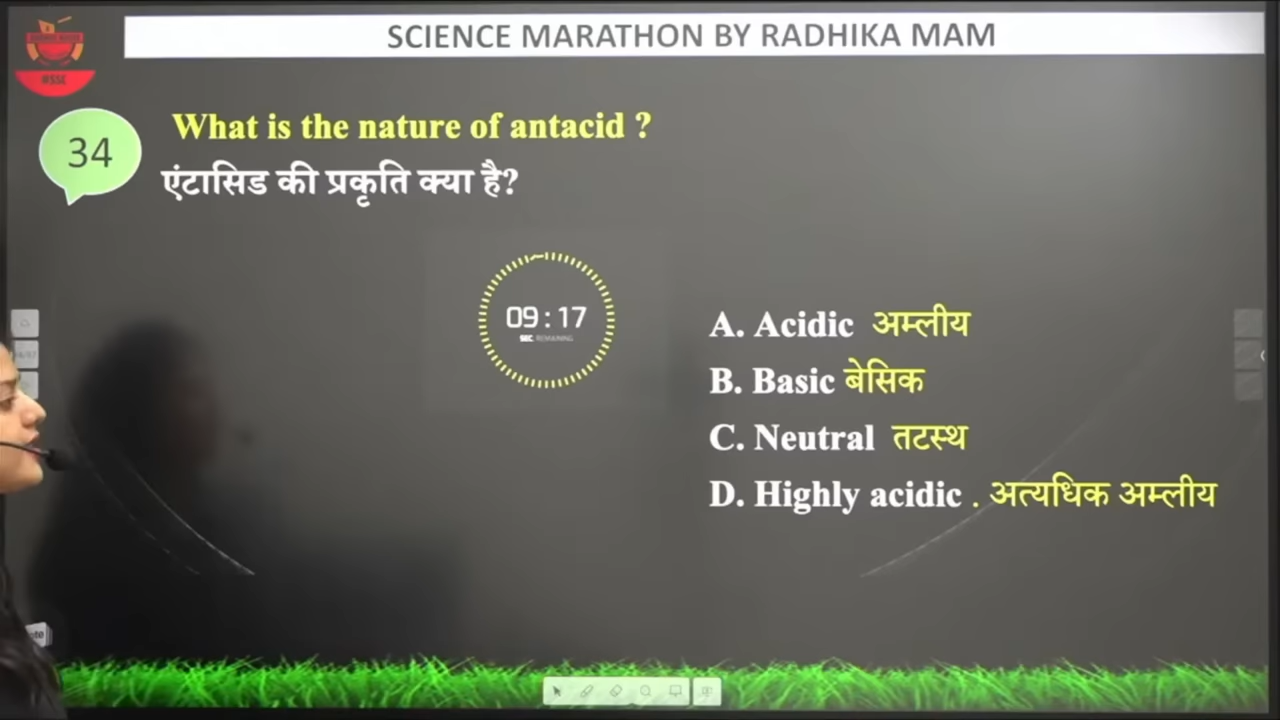 SCIENCE MARATHON BY RADHIKA MAM
#SSC
34
What is the nature of antacid ?
एंटासिड की प्रकृति क्या है?
09 : 17
SEC REMAINING
A. Acidic अम्लीय
B. Basic बेसिक
C. Neutral तटस्थ
D. Highly acidic . अत्यधिक अम्लीय